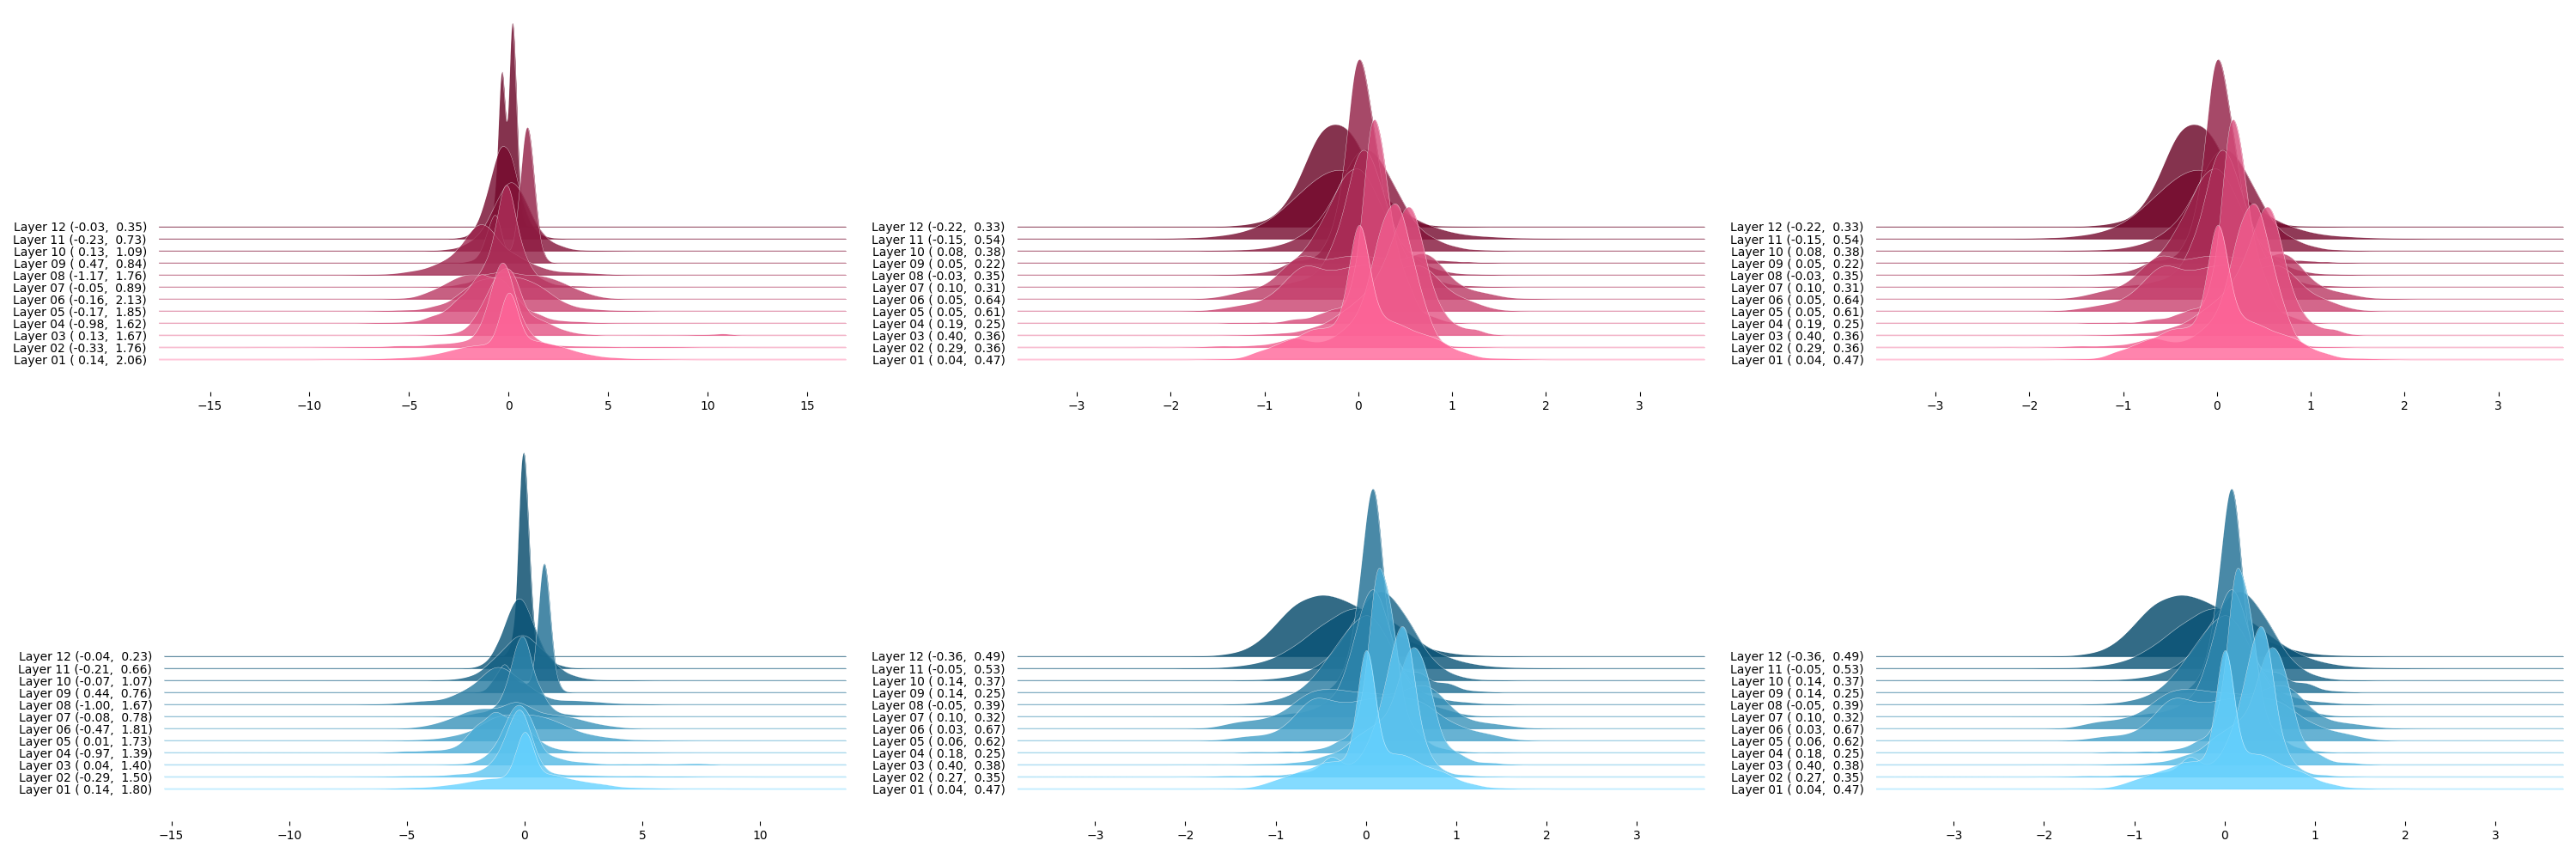 Layer 12 (-0.03,  0.35)
Layer 11 (-0.23,  0.73)
Layer 10 ( 0.13,  1.09)
Layer 09 ( 0.47,  0.84)
Layer 08 (-1.17,  1.76)
Layer 07 (-0.05,  0.89)
Layer 06 (-0.16,  2.13)
Layer 05 (-0.17,  1.85)
Layer 04 (-0.98,  1.62)
Layer 03 ( 0.13,  1.67)
Layer 02 (-0.33,  1.76)
Layer 01 ( 0.14,  2.06)
−15 −10 −5 0 5 10 15
Layer 12 (-0.22,  0.33)
Layer 11 (-0.15,  0.54)
Layer 10 ( 0.08,  0.38)
Layer 09 ( 0.05,  0.22)
Layer 08 (-0.03,  0.35)
Layer 07 ( 0.10,  0.31)
Layer 06 ( 0.05,  0.64)
Layer 05 ( 0.05,  0.61)
Layer 04 ( 0.19,  0.25)
Layer 03 ( 0.40,  0.36)
Layer 02 ( 0.29,  0.36)
Layer 01 ( 0.04,  0.47)
−3 −2 −1 0 1 2 3
Layer 12 (-0.22,  0.33)
Layer 11 (-0.15,  0.54)
Layer 10 ( 0.08,  0.38)
Layer 09 ( 0.05,  0.22)
Layer 08 (-0.03,  0.35)
Layer 07 ( 0.10,  0.31)
Layer 06 ( 0.05,  0.64)
Layer 05 ( 0.05,  0.61)
Layer 04 ( 0.19,  0.25)
Layer 03 ( 0.40,  0.36)
Layer 02 ( 0.29,  0.36)
Layer 01 ( 0.04,  0.47)
−3 −2 −1 0 1 2 3
Layer 12 (-0.04,  0.23)
Layer 11 (-0.21,  0.66)
Layer 10 (-0.07,  1.07)
Layer 09 ( 0.44,  0.76)
Layer 08 (-1.00,  1.67)
Layer 07 (-0.08,  0.78)
Layer 06 (-0.47,  1.81)
Layer 05 ( 0.01,  1.73)
Layer 04 (-0.97,  1.39)
Layer 03 ( 0.04,  1.40)
Layer 02 (-0.29,  1.50)
Layer 01 ( 0.14,  1.80)
−15 −10 −5 0 5 10
Layer 12 (-0.36,  0.49)
Layer 11 (-0.05,  0.53)
Layer 10 ( 0.14,  0.37)
Layer 09 ( 0.14,  0.25)
Layer 08 (-0.05,  0.39)
Layer 07 ( 0.10,  0.32)
Layer 06 ( 0.03,  0.67)
Layer 05 ( 0.06,  0.62)
Layer 04 ( 0.18,  0.25)
Layer 03 ( 0.40,  0.38)
Layer 02 ( 0.27,  0.35)
Layer 01 ( 0.04,  0.47)
−3 −2 −1 0 1 2 3
Layer 12 (-0.36,  0.49)
Layer 11 (-0.05,  0.53)
Layer 10 ( 0.14,  0.37)
Layer 09 ( 0.14,  0.25)
Layer 08 (-0.05,  0.39)
Layer 07 ( 0.10,  0.32)
Layer 06 ( 0.03,  0.67)
Layer 05 ( 0.06,  0.62)
Layer 04 ( 0.18,  0.25)
Layer 03 ( 0.40,  0.38)
Layer 02 ( 0.27,  0.35)
Layer 01 ( 0.04,  0.47)
−3 −2 −1 0 1 2 3